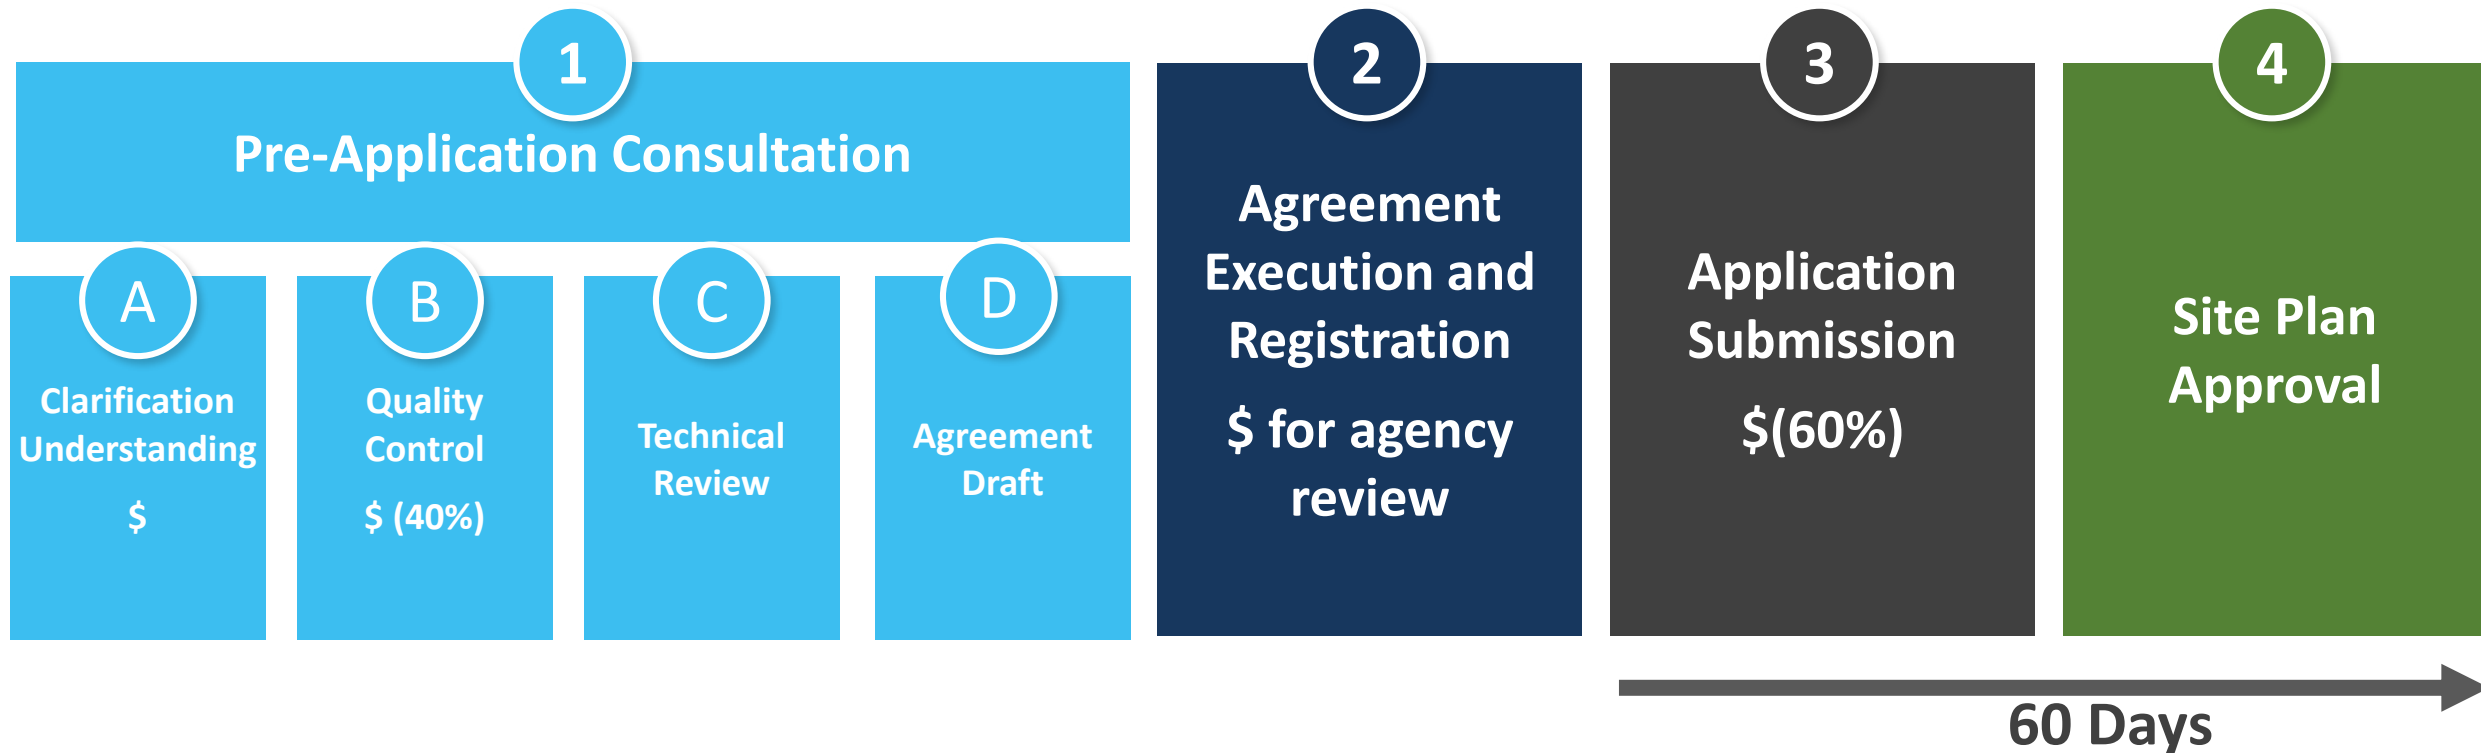 1
Pre-Application Consultation
A
Clarification
Understanding
$
B
Quality
Control
$ (40%)
C
Technical
Review
D
Agreement
Draft
2
Agreement
Execution and
Registration
$ for agency
review
3
Application
Submission
$(60%)
4
Site Plan
Approval
60 Days